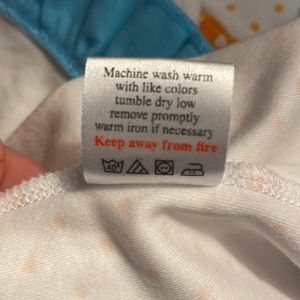 Machine wash warm
with like colors
tumble dry low
remove promptly
warm iron if necessary
Keep away from fire
40